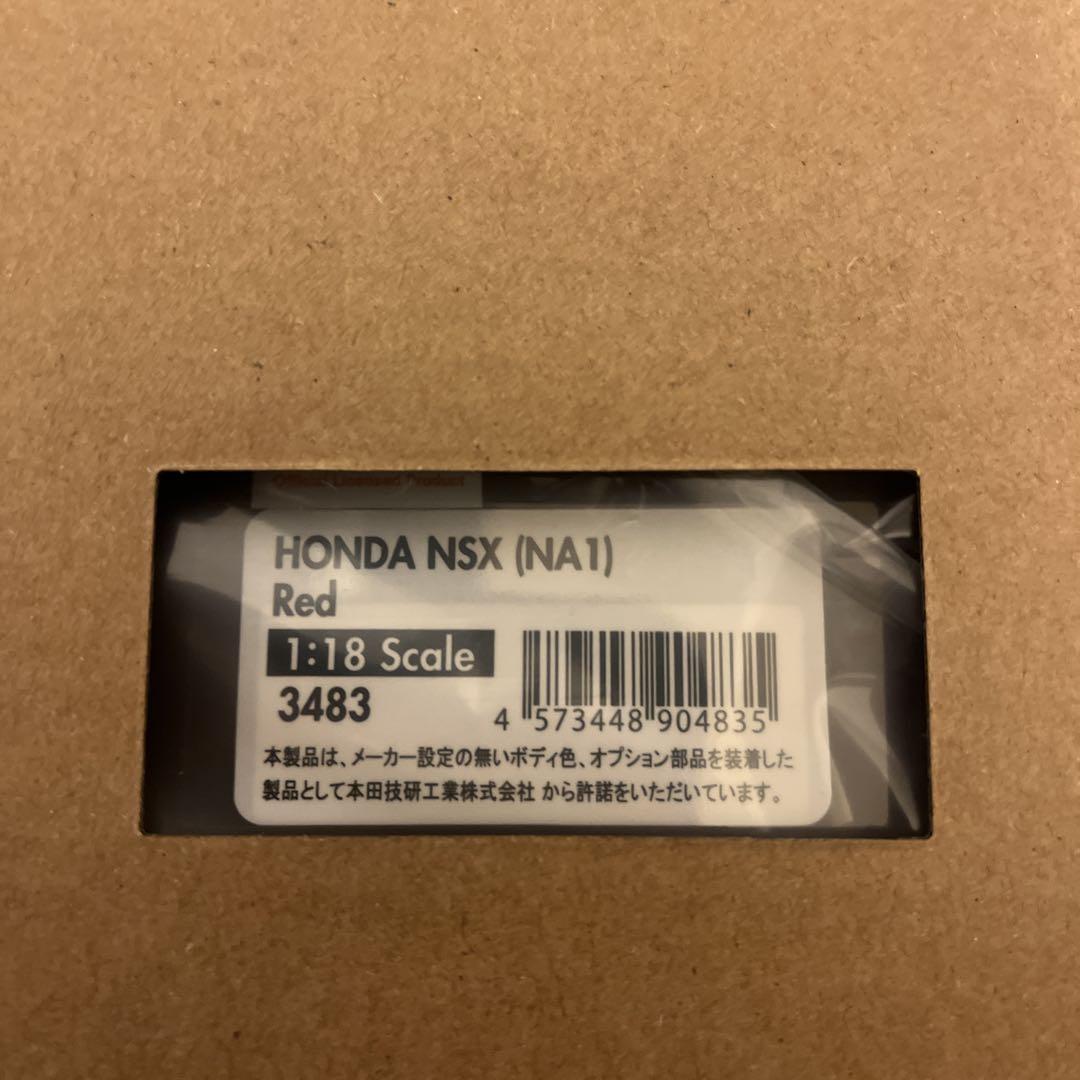 Official Licensed Product
HONDA NSX (NA1)
Red
1:18 Scale
3483
4 573448 904835
本製品は、メーカー設定の無いボディ色、オプション部品を装着した
製品として本田技研工業株式会社 から許諾をいただいています。